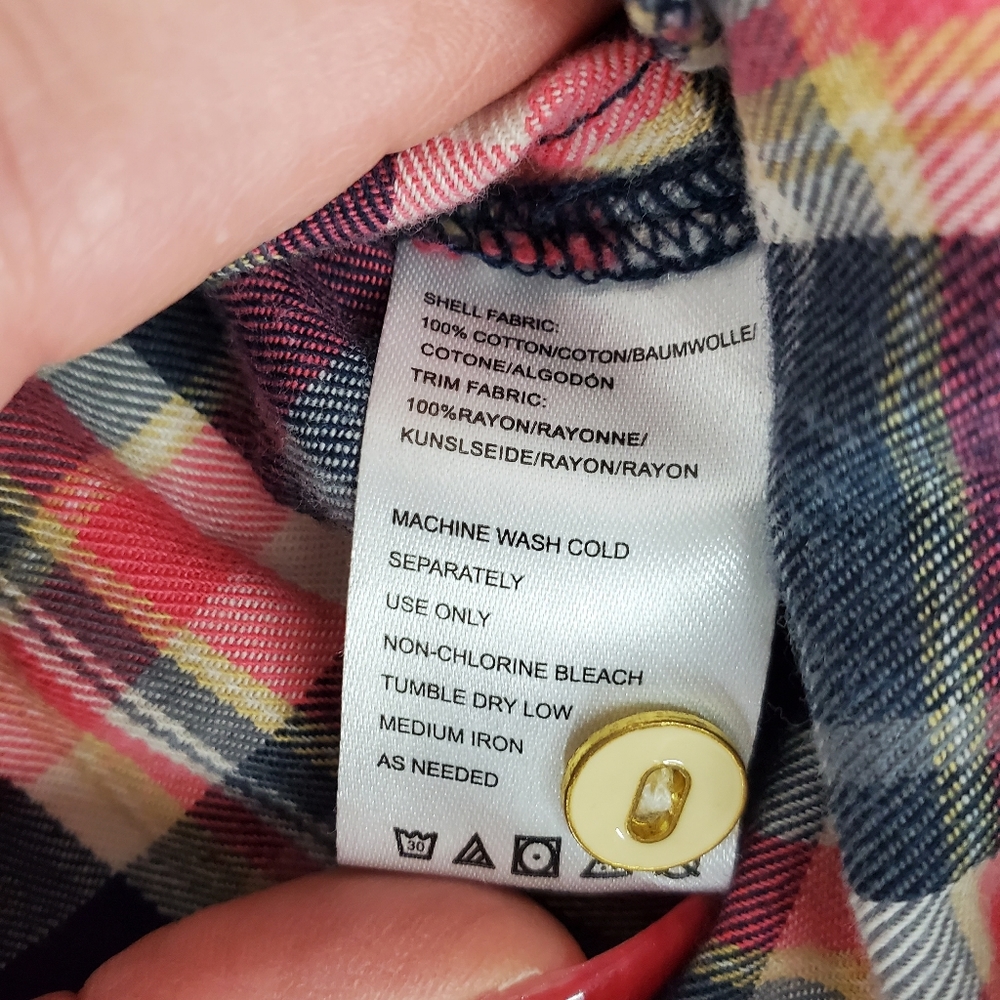 SHELL FABRIC:
100% COTTON/COTON/BAUMWOLLE/
COTONE/ALGODÓN
TRIM FABRIC:
100%RAYON/RAYONNE/
KUNSLSEIDE/RAYON/RAYON
MACHINE WASH COLD
SEPARATELY
USE ONLY
NON-CHLORINE BLEACH
TUMBLE DRY LOW
MEDIUM IRON
AS NEEDED
30